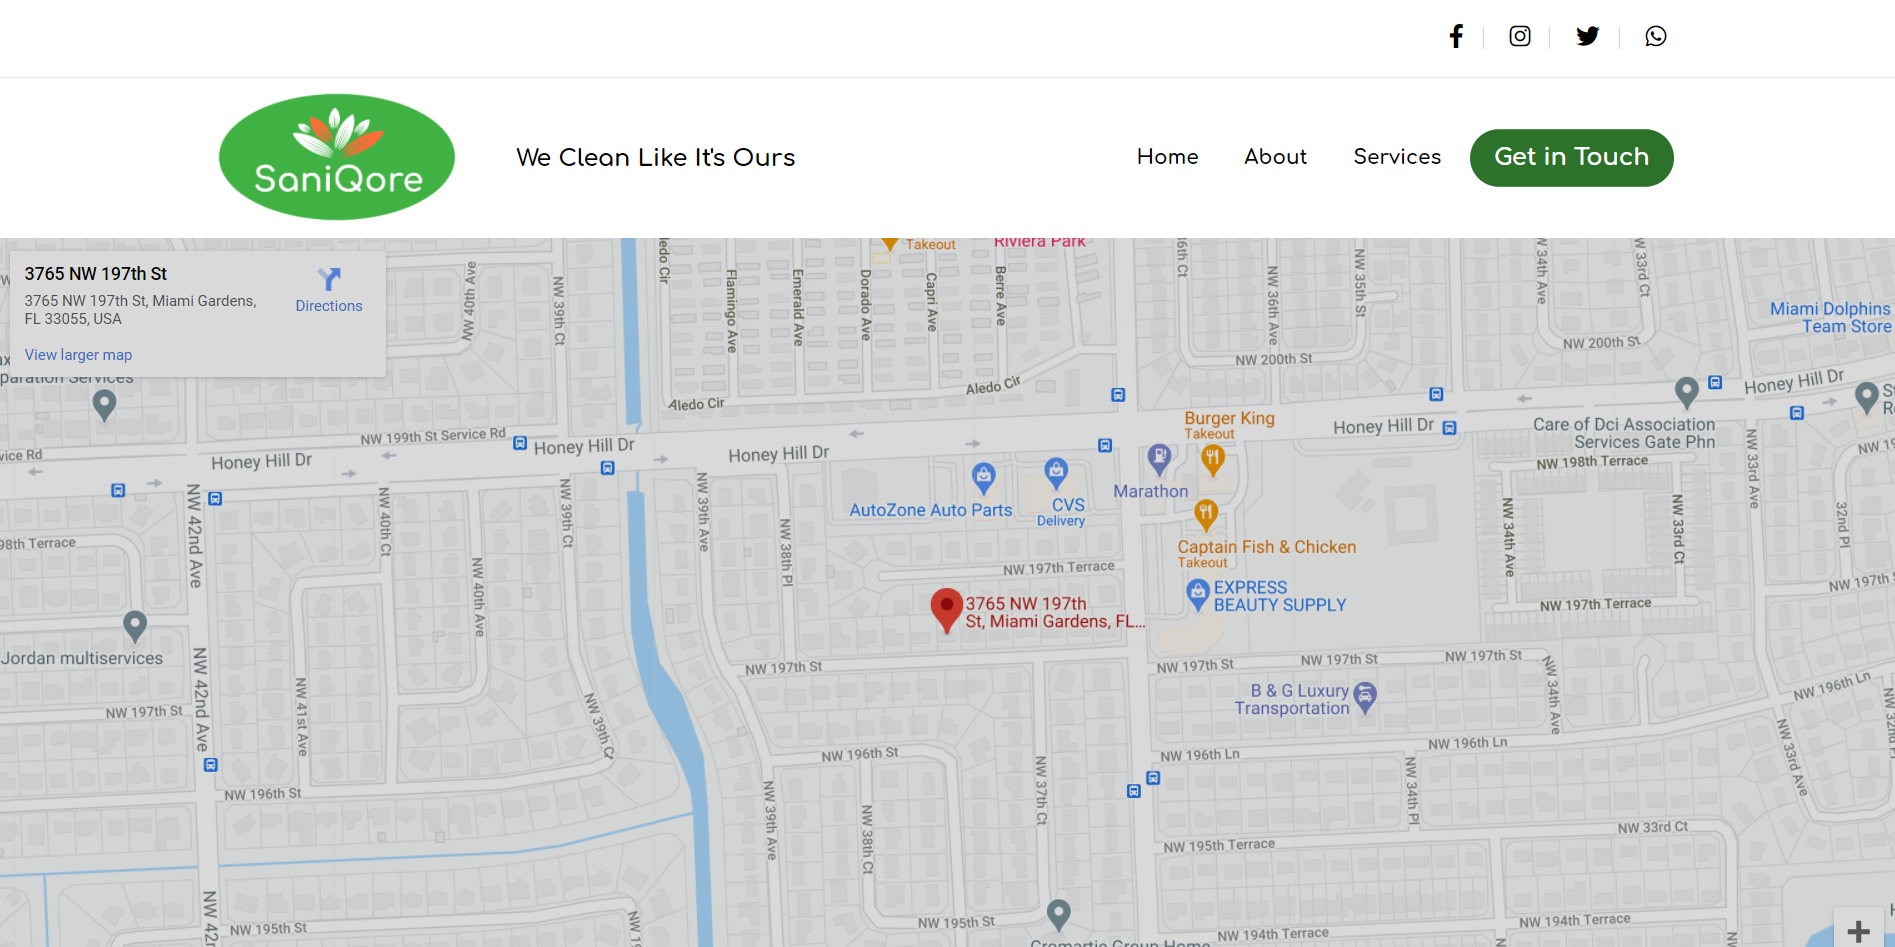 SaniQore
We Clean Like It's Ours
Home
About
Services
Get in Touch
3765 NW 197th St
3765 NW 197th St, Miami Gardens,
FL 33055, USA
Directions
View larger map
paration Services
Takeout
Riviera Park
Aledo Cir
Flamingo Ave
Emerald Ave
Dorado Ave
Capri Ave
Berre Ave
NW 40th Ave
NW 39th Ct
NW 36th Ave
NW 35th St
NW 34th Ave
NW 33rd Ct
Miami Dolphins
Team Store
NW 200th St
NW 200th St
Aledo Cir
Aledo Cir
Honey Hill Dr
Burger King
Takeout
Honey Hill Dr
Care of Dci Association
Services Gate Phn
NW 199th St Service Rd
Honey Hill Dr
Honey Hill Dr
Honey Hill Dr
vice Rd
NW 198th Terrace
Marathon
AutoZone Auto Parts
CVS
Delivery
NW 42nd Ave
NW 40th Ct
NW 39th Ct
NW 39th Ave
NW 38th Pl
NW 34th Ave
NW 33rd Ct
NW 33rd Ave
32nd Pl
98th Terrace
Captain Fish & Chicken
Takeout
NW 40th Ave
NW 197th Terrace
EXPRESS
BEAUTY SUPPLY
NW 197th S
NW 197th Terrace
3765 NW 197th
St, Miami Gardens, FL...
Jordan multiservices
NW 197th St
NW 197th St
NW 197th St
NW 197th St
NW 42nd Ave
NW 41st Ave
NW 39th Ct
NW 34th Ave
B & G Luxury
Transportation
NW 196th Ln
NW 197th St
NW 196th St
NW 196th Ln
NW 196th Ln
NW 33rd Ave
NW 196th St
NW 39th Ave
NW 38th Ct
NW 37th Ct
NW 34th Pl
NW 33rd Ct
NW 195th Terrace
NW 195th St
NW 195th St
NW 194th Terrace
NW 194th Terrace
Cromartie Group Home